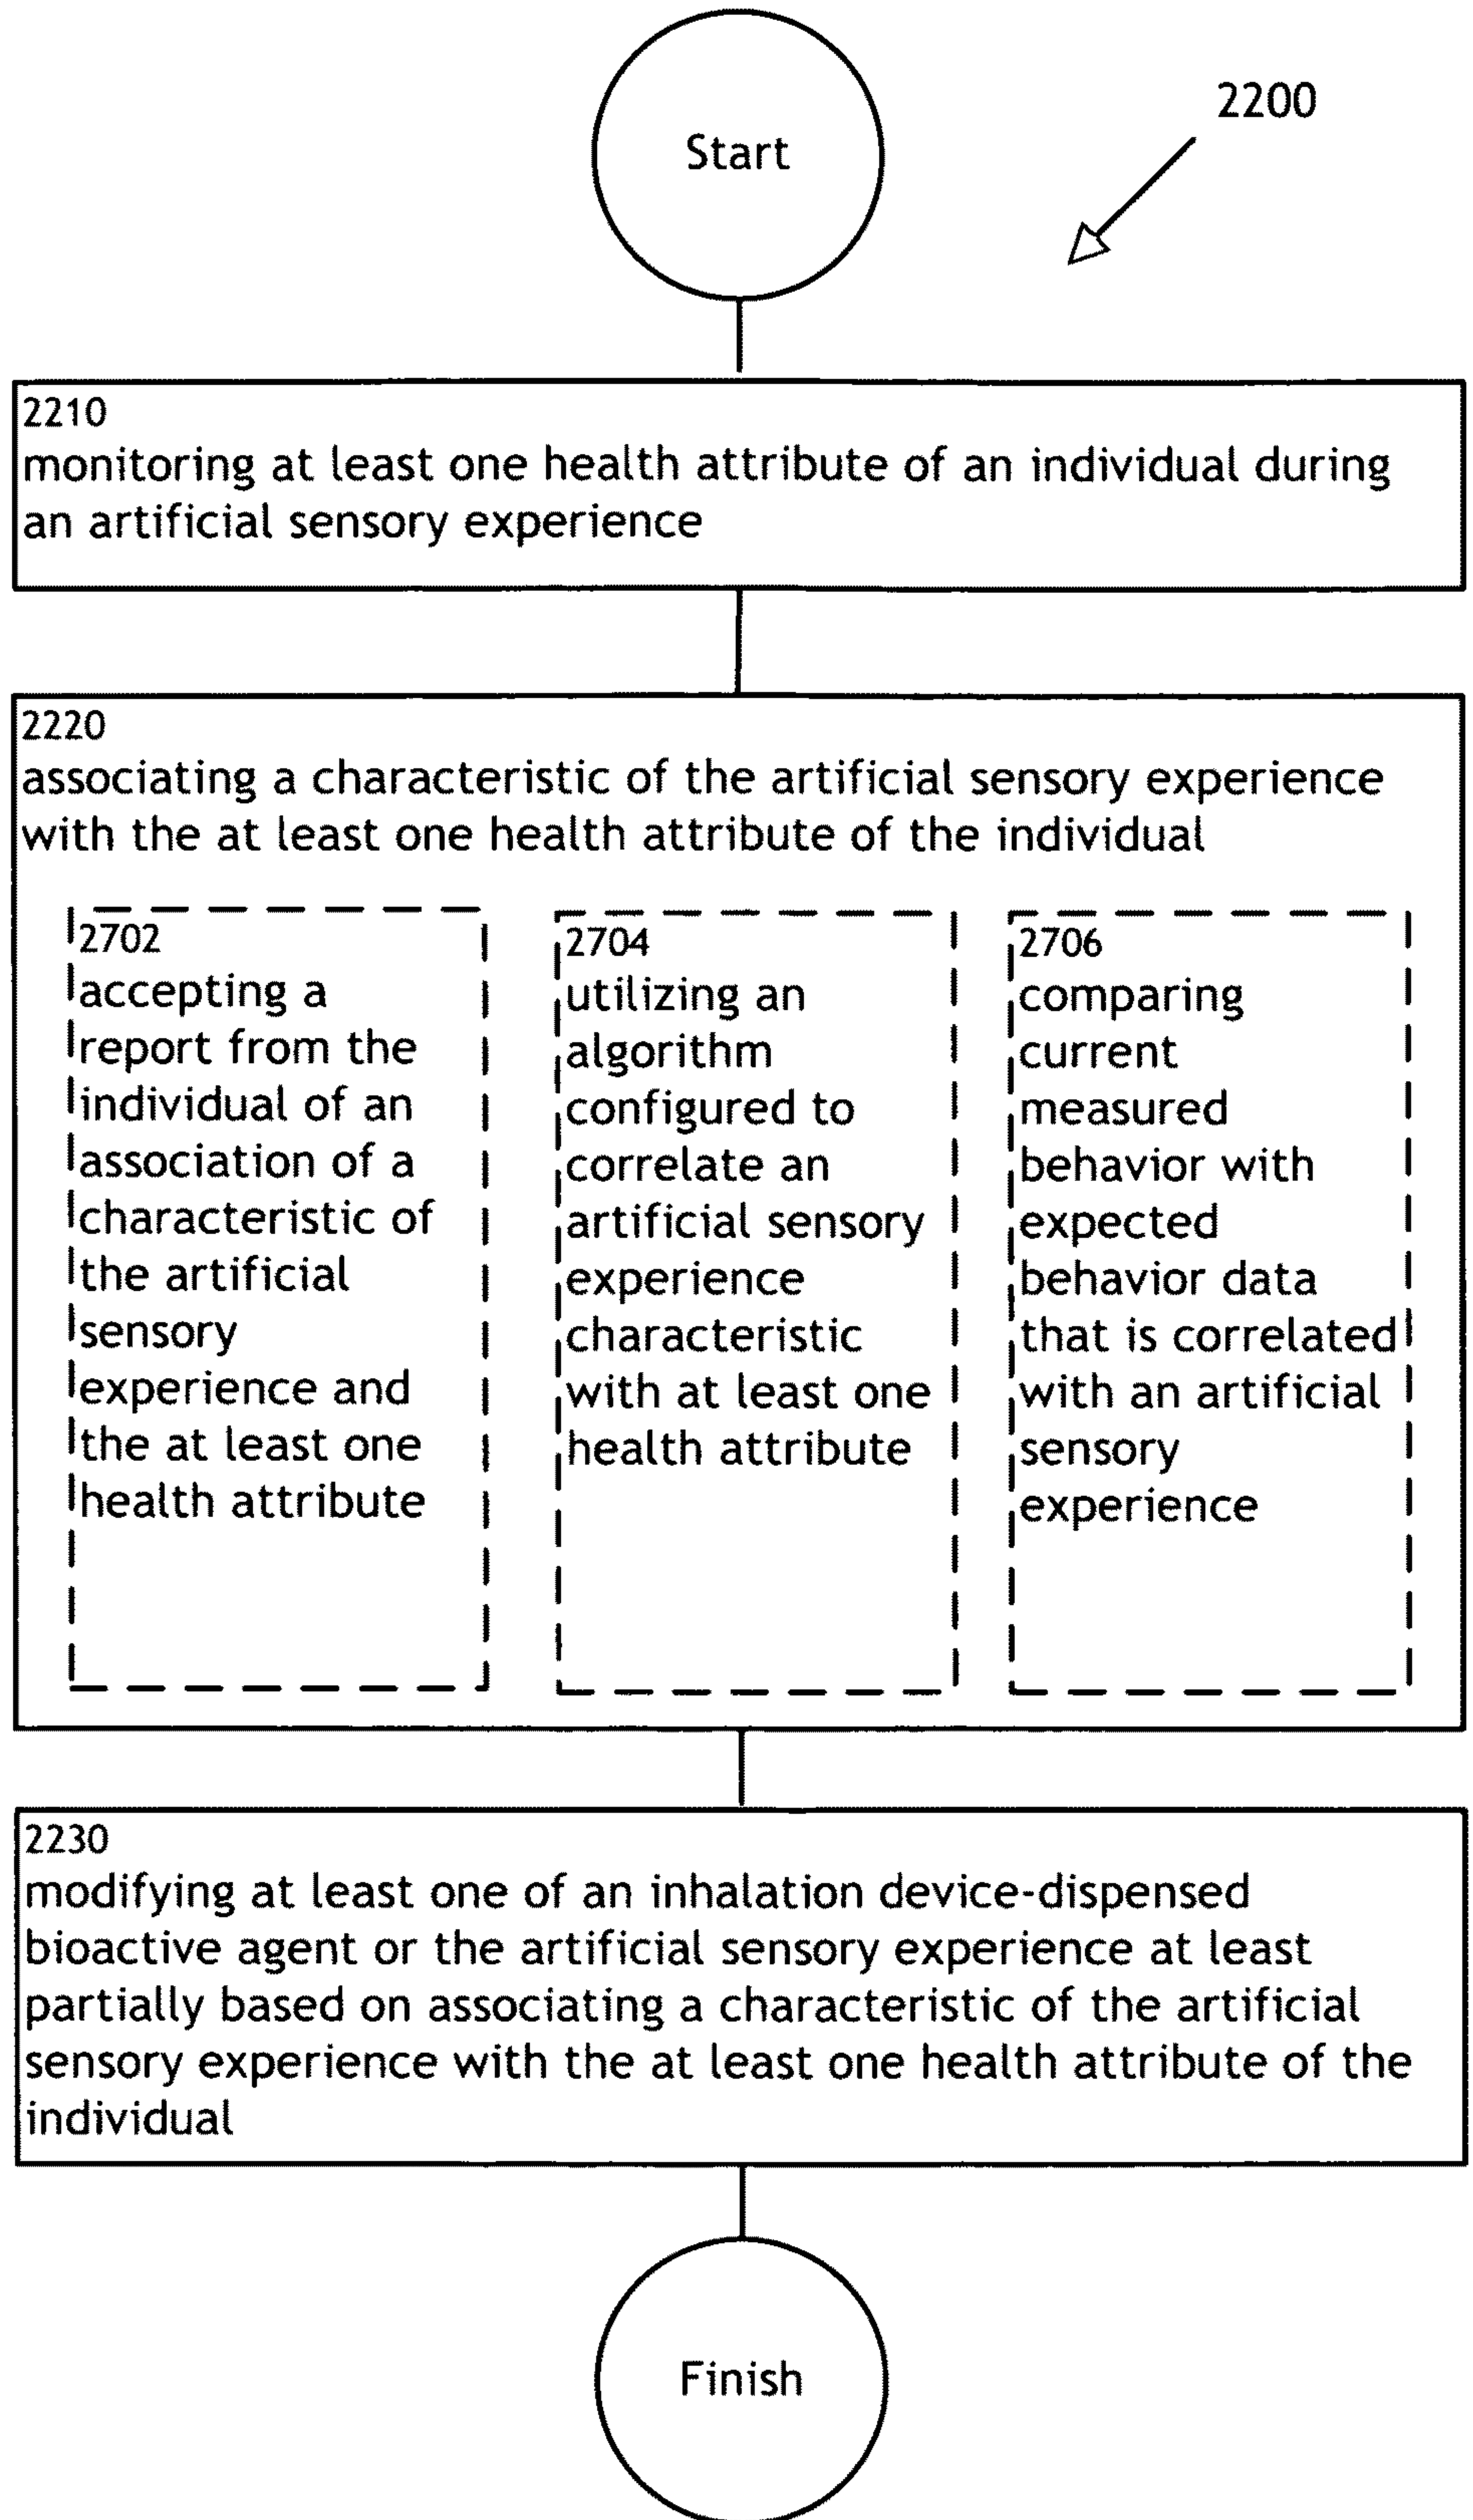 Start
2200
2210
monitoring at least one health attribute of an individual during
an artificial sensory experience
2220
associating a characteristic of the artificial sensory experience
with the at least one health attribute of the individual
2702
accepting a
report from the
individual of an
association of a
characteristic of
the artificial
sensory
experience and
the at least one
health attribute
2704
utilizing an
algorithm
configured to
correlate an
artificial sensory
experience
characteristic
with at least one
health attribute
2706
comparing
current
measured
behavior with
expected
behavior data
that is correlated
with an artificial
sensory
experience
2230
modifying at least one of an inhalation device-dispensed
bioactive agent or the artificial sensory experience at least
partially based on associating a characteristic of the artificial
sensory experience with the at least one health attribute of the
individual
Finish